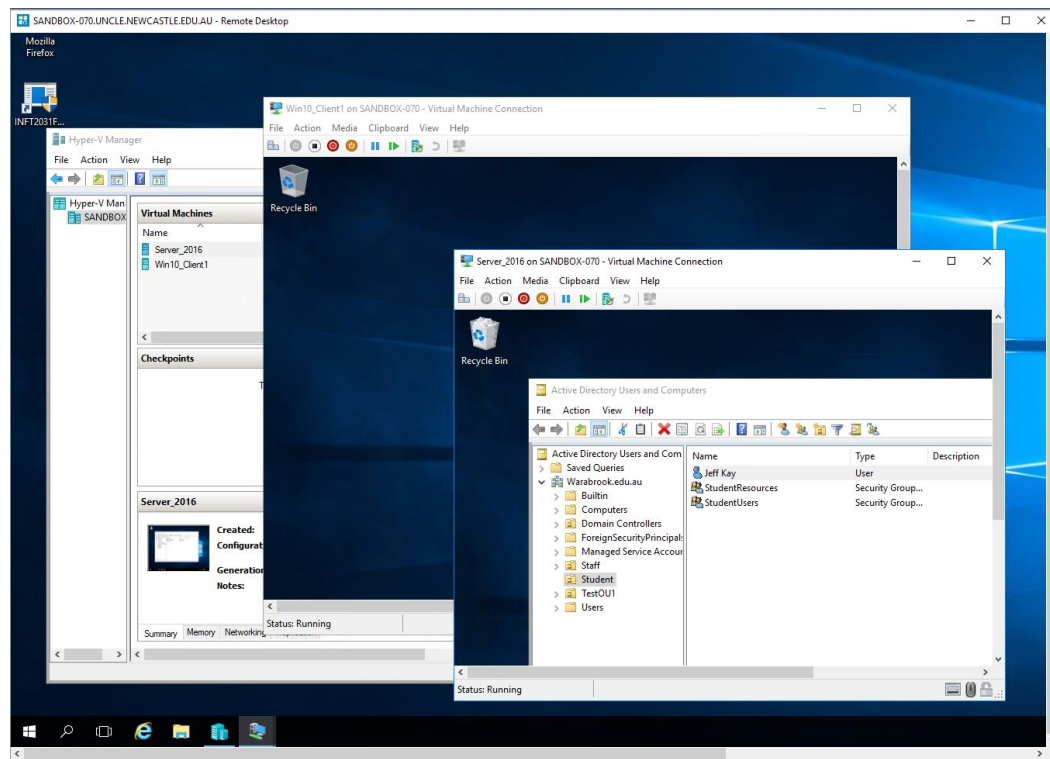 SANDBOX-070.UNCLE.NEWCASTLE.EDU.AU - Remote Desktop
Mozilla
Firefox
INFT2031F...
Hyper-V Manager
File Action View Help
Hyper-V Man
SANDBOX
Virtual Machines
Name
Server_2016
Win10_Client1
Checkpoints
Server_2016
Created:
Configurat
Generation
Notes:
Summary Memory Networking
Win10_Client1 on SANDBOX-070 - Virtual Machine Connection
File Action Media Clipboard View Help
Recycle Bin
Status: Running
Server_2016 on SANDBOX-070 - Virtual Machine Connection
File Action Media Clipboard View Help
Recycle Bin
Active Directory Users and Computers
File Action View Help
Active Directory Users and Com
Saved Queries
Warabrook.edu.au
Builtin
Computers
Domain Controllers
ForeignSecurityPrincipals
Managed Service Accour
Staff
Student
TestOU1
Users
Name Type Description
Jeff Kay User
StudentResources Security Group...
StudentUsers Security Group...
Status: Running